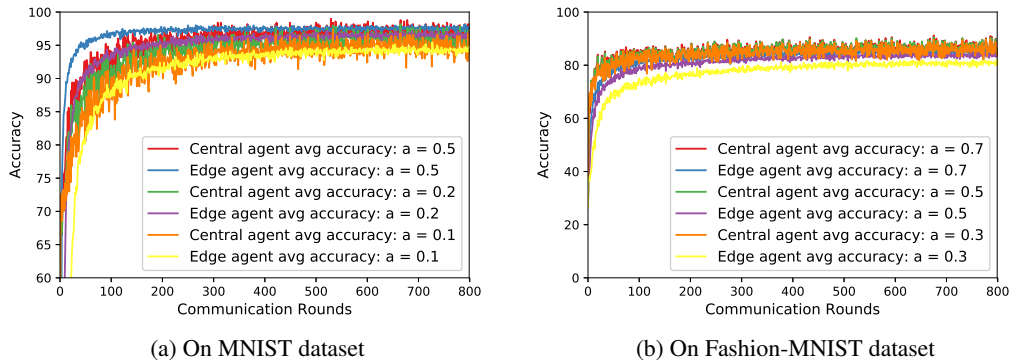 100
95
90
85
80
75
70
65
60
Accuracy
0 100 200 300 400 500 600 700 800
Communication Rounds
Central agent avg accuracy: a = 0.5
Edge agent avg accuracy: a = 0.5
Central agent avg accuracy: a = 0.2
Edge agent avg accuracy: a = 0.2
Central agent avg accuracy: a = 0.1
Edge agent avg accuracy: a = 0.1
(a) On MNIST dataset
100
80
60
40
20
0
Accuracy
0 100 200 300 400 500 600 700 800
Communication Rounds
Central agent avg accuracy: a = 0.7
Edge agent avg accuracy: a = 0.7
Central agent avg accuracy: a = 0.5
Edge agent avg accuracy: a = 0.5
Central agent avg accuracy: a = 0.3
Edge agent avg accuracy: a = 0.3
(b) On Fashion-MNIST dataset